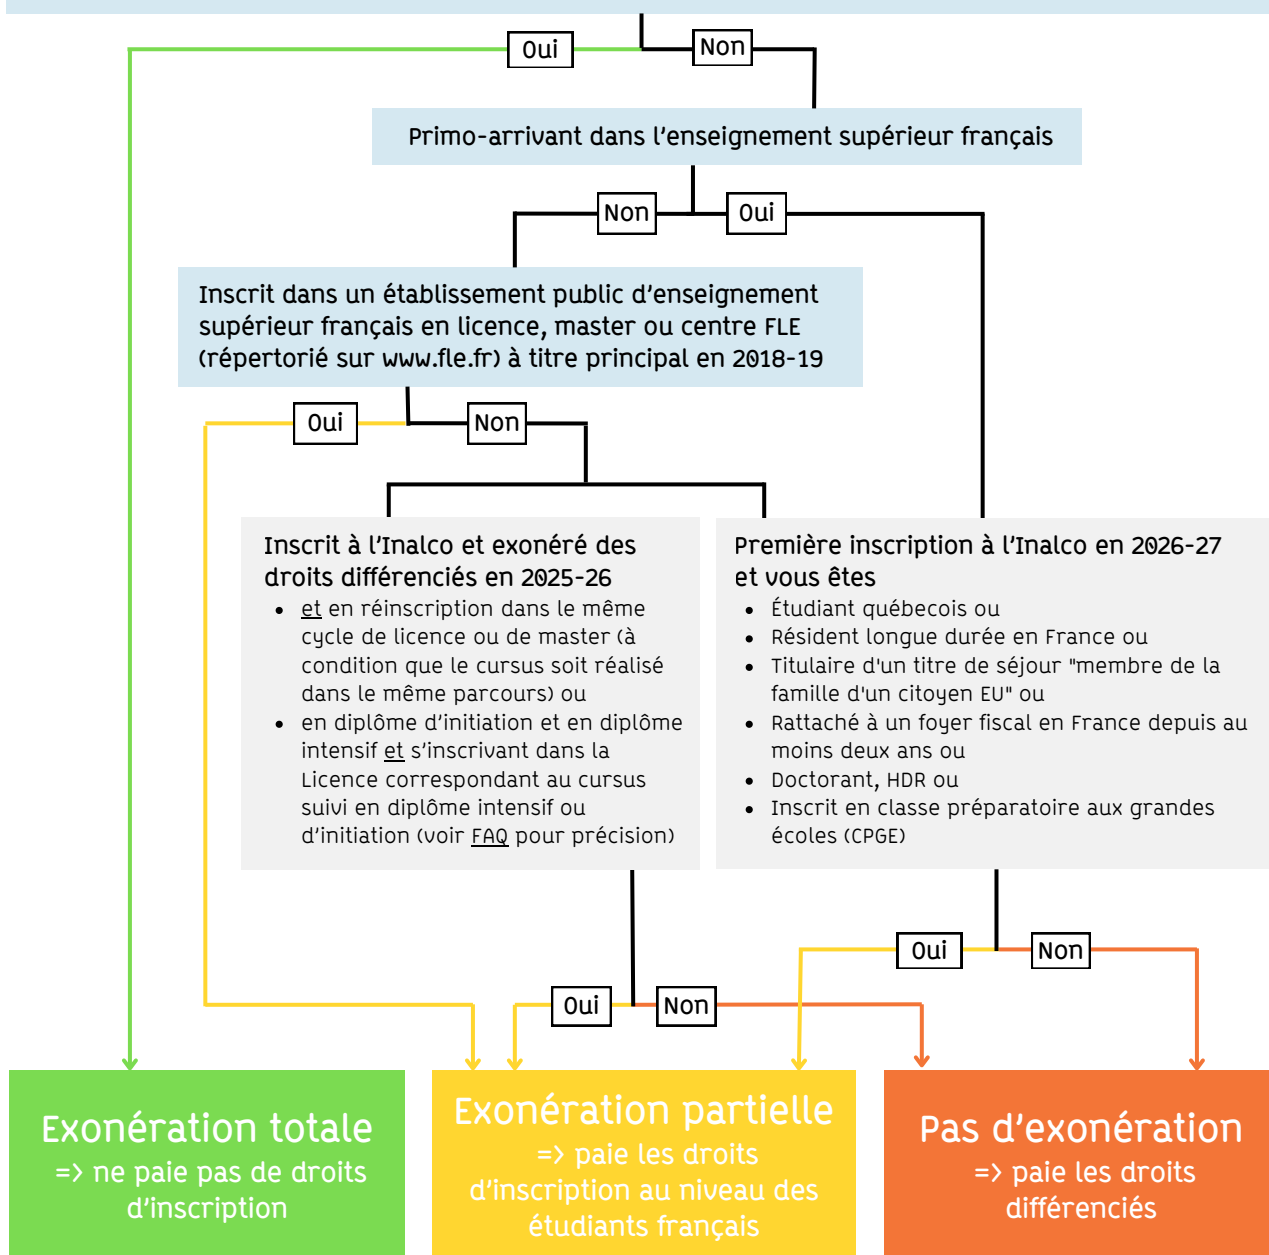 Oui
Non
Primo-arrivant dans l'enseignement supérieur français
Non
Oui
Inscrit dans un établissement public d'enseignement
supérieur français en licence, master ou centre FLE
(répertorié sur www.fle.fr) à titre principal en 2018-19
Oui
Non
Inscrit à l'Inalco et exonéré des
droits différenciés en 2025-26
• et en réinscription dans le même
cycle de licence ou de master (à
condition que le cursus soit réalisé
dans le même parcours) ou
• en diplôme d'initiation et en diplôme
intensif et s'inscrivant dans la
Licence correspondant au cursus
suivi en diplôme intensif ou
d'initiation (voir FAQ pour précision)
Première inscription à l'Inalco en 2026-27
et vous êtes
• Étudiant québecois ou
• Résident longue durée en France ou
• Titulaire d'un titre de séjour "membre de la
famille d'un citoyen EU" ou
• Rattaché à un foyer fiscal en France depuis au
moins deux ans ou
• Doctorant, HDR ou
• Inscrit en classe préparatoire aux grandes
écoles (CPGE)
Oui
Non
Oui
Non
Exonération totale
=> ne paie pas de droits
d'inscription
Exonération partielle
=> paie les droits
d'inscription au niveau des
étudiants français
Pas d'exonération
=> paie les droits
différenciés